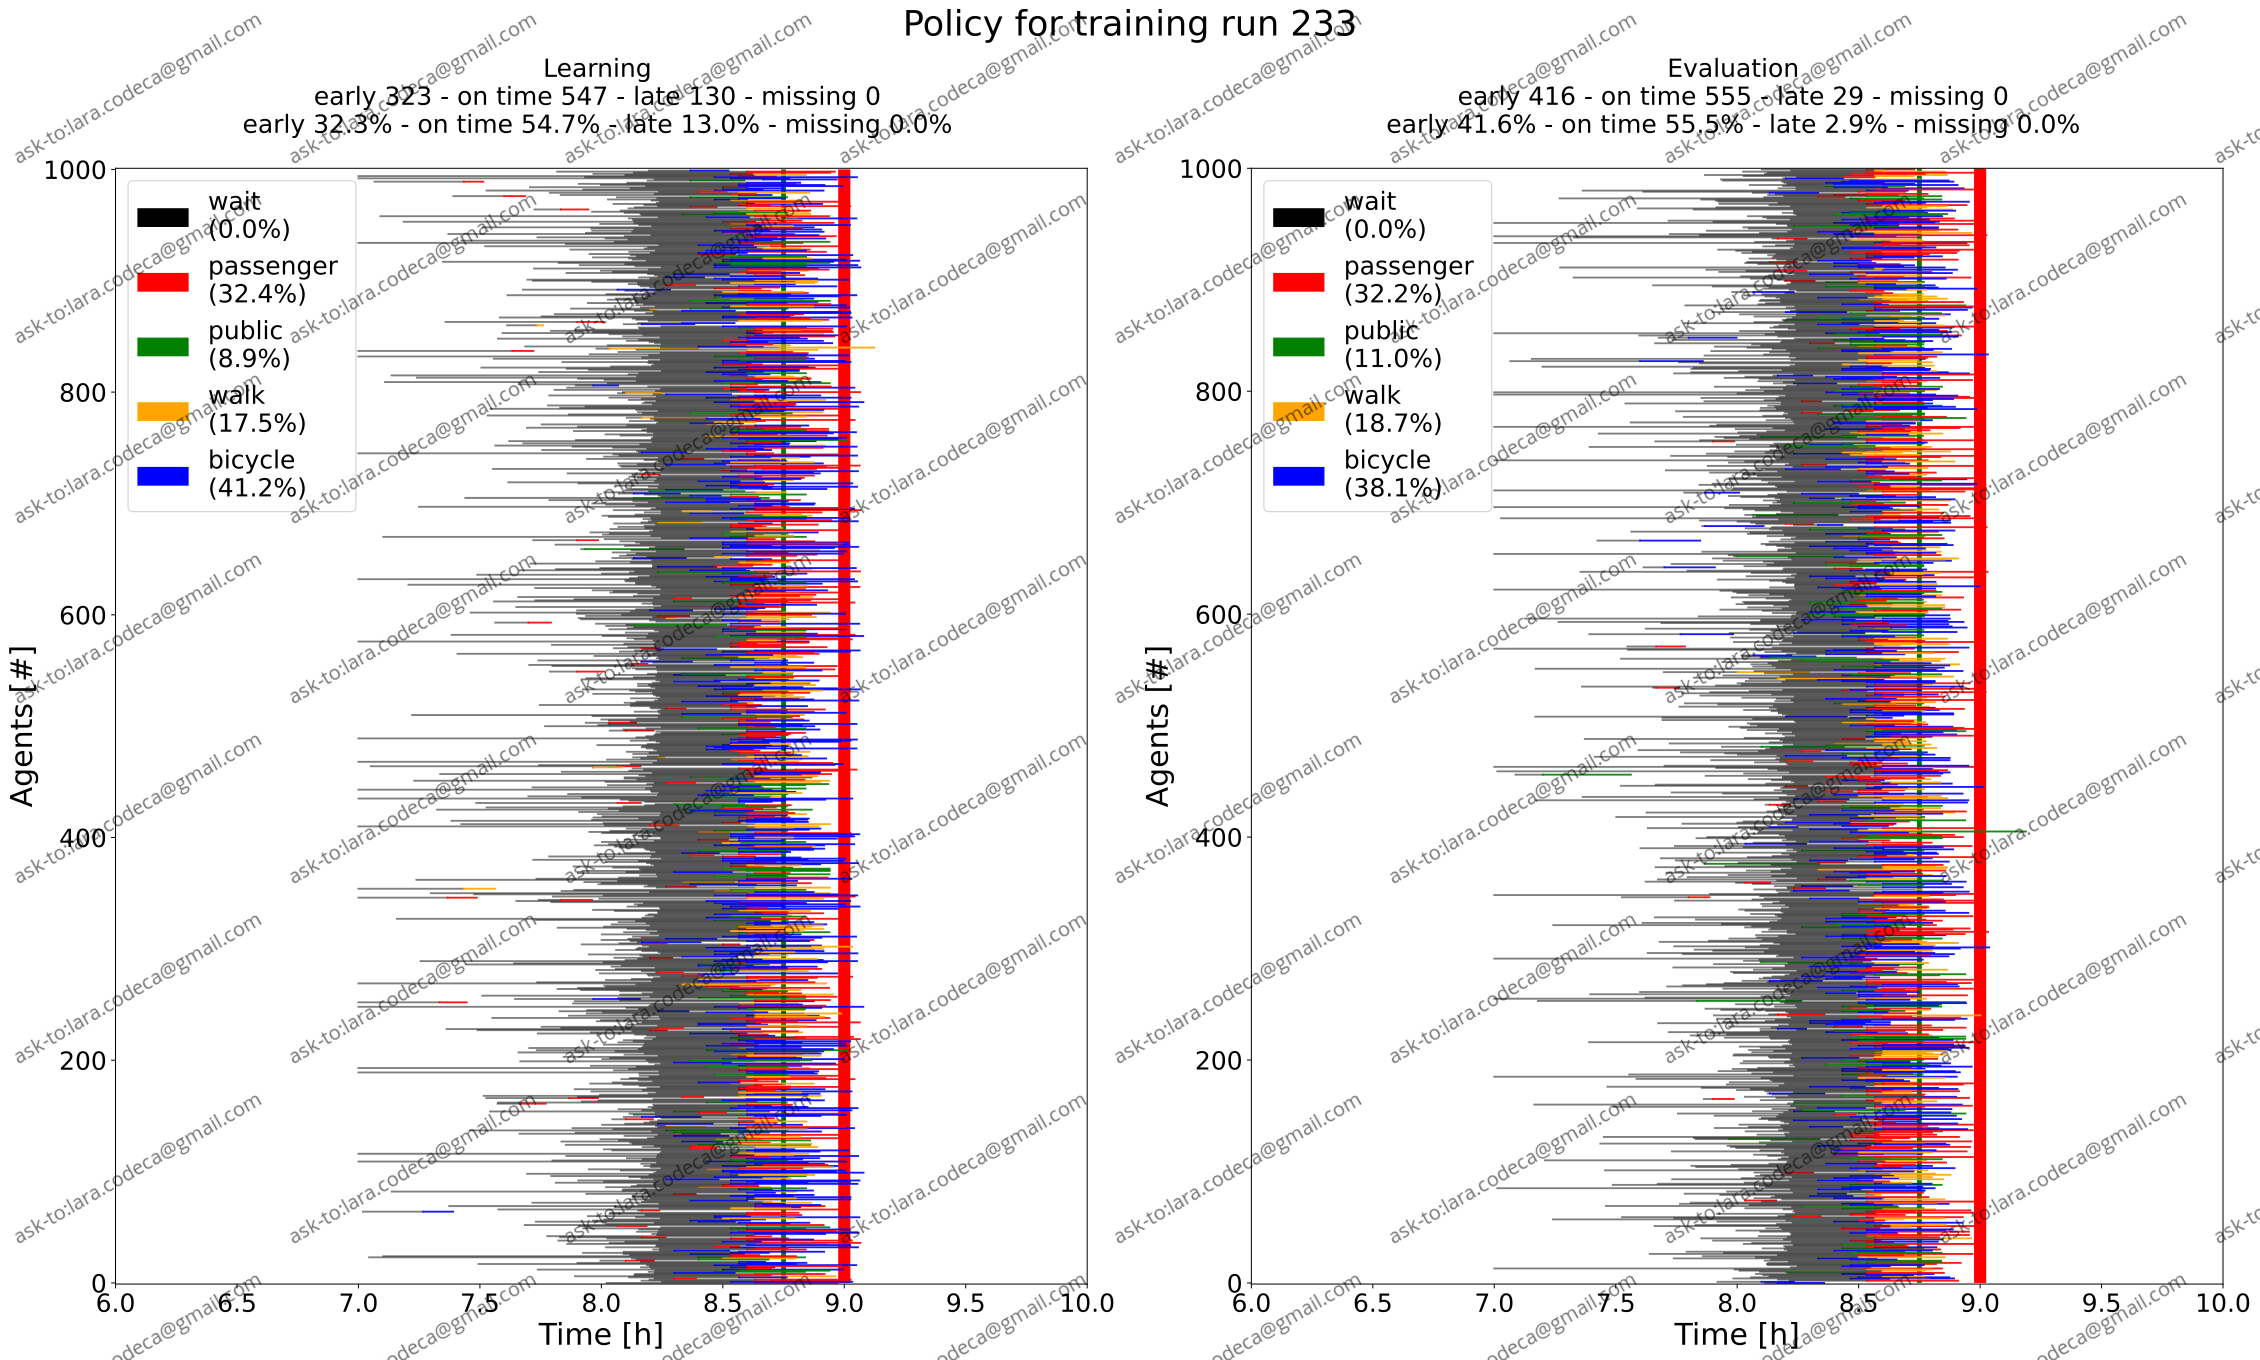 Policy for training run 233
Learning
early 323 - on time 547 - late 130 - missing 0
early 32.3% - on time 54.7% - late 13.0% - missing 0.0%
1000
800
600
400
200
0
Agents [#]
wait
(0.0%)
passenger
(32.4%)
public
(8.9%)
walk
(17.5%)
bicycle
(41.2%)
6.0 6.5 7.0 7.5 8.0 8.5 9.0 9.5 10.0
Time [h]
Evaluation
early 416 - on time 555 - late 29 - missing 0
early 41.6% - on time 55.5% - late 2.9% - missing 0.0%
1000
800
600
400
200
0
Agents [#]
wait
(0.0%)
passenger
(32.2%)
public
(11.0%)
walk
(18.7%)
bicycle
(38.1%)
6.0 6.5 7.0 7.5 8.0 8.5 9.0 9.5 10.0
Time [h]
ask-to:lara.codeca@gmail.com